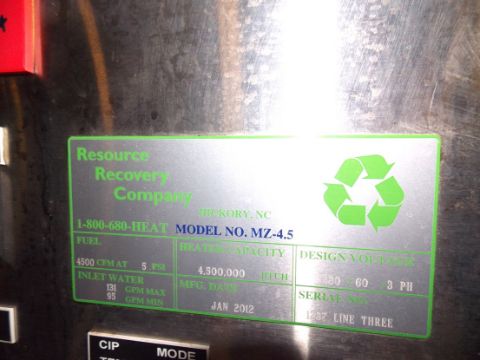 Resource
Recovery
Company
HICKORY, NC
1-800-680-HEAT MODEL NO. MZ-4.5
FUEL
4500 CFM AT 5 PSI
HEATER CAPACITY
4,500,000 BTUH
DESIGN VOLTAGE
60 3 PH
INLET WATER
131 GPM MAX
95 GPM MIN
MFG. DATE
JAN 2012
SERIAL NO.
LINE THREE
CIP MODE